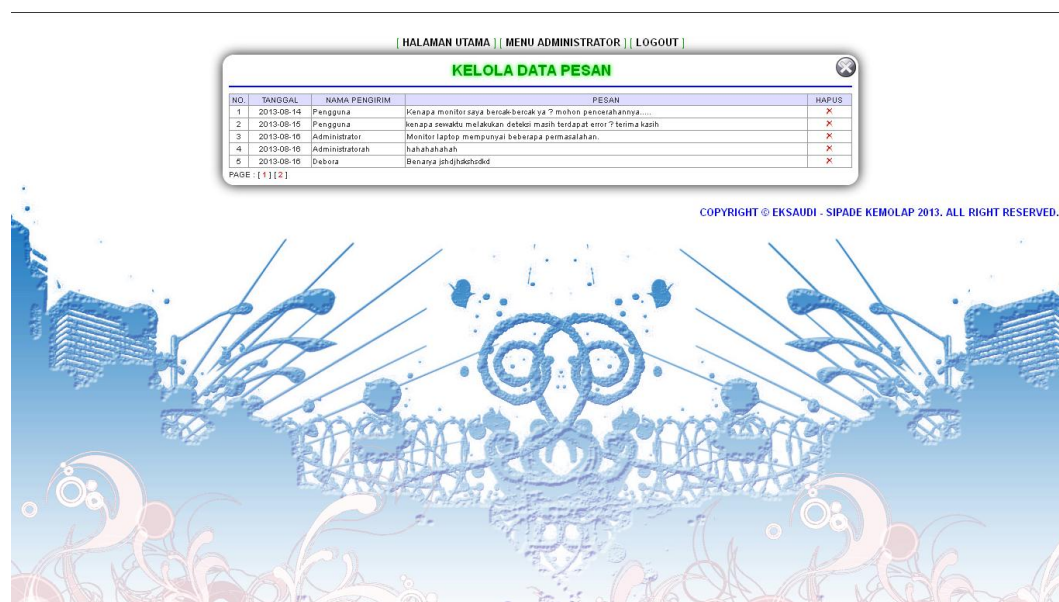 [ HALAMAN UTAMA ] [ MENU ADMINISTRATOR ] [ LOGOUT ]
KELOLA DATA PESAN
NO. TANGGAL NAMA PENGIRIM PESAN HAPUS
1 2013-08-14 Pengguna Kenapa monitor saya bercak-bercak ya ? mohon pencerahannya.....
2 2013-08-15 Pengguna kenapa sewaktu melakukan deteksi masih terdapat error ? terima kasih
3 2013-08-16 Administrator Monitor laptop mempunyai beberapa permasalahan.
4 2013-08-16 Administratorah hahahahahah
5 2013-08-16 Debora Benarya jshdjhskshsdkd
PAGE : [ 1 ] [ 2 ]
COPYRIGHT © EKSAUDI - SIPADE KEMOLAP 2013. ALL RIGHT RESERVED.